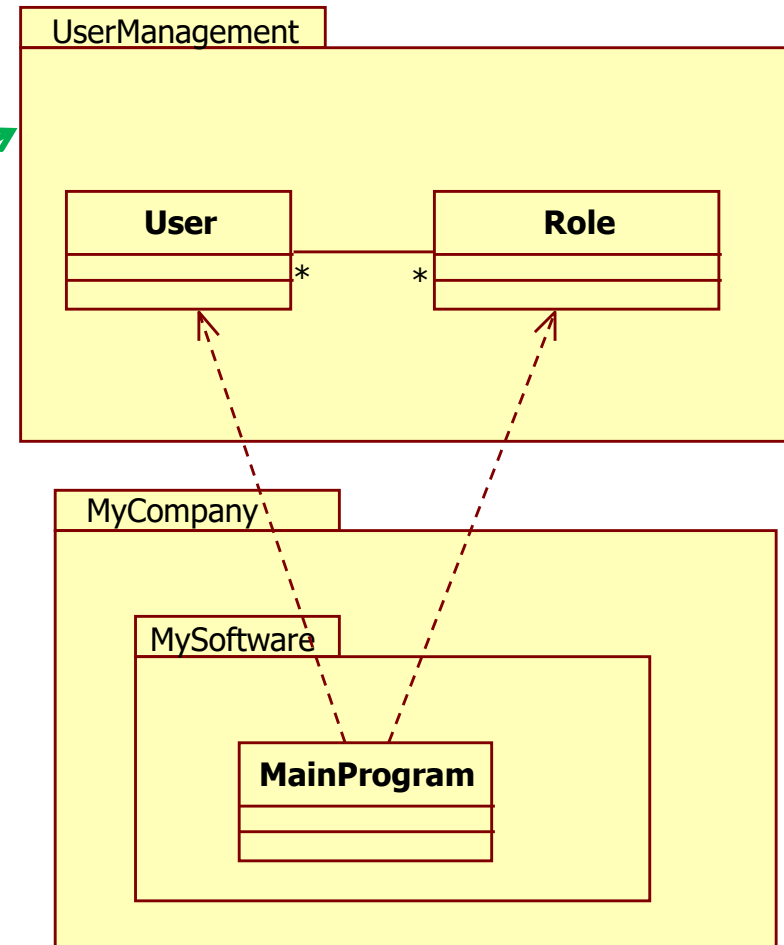 UserManagement
User
Role
*
*
MyCompany
MySoftware
MainProgram